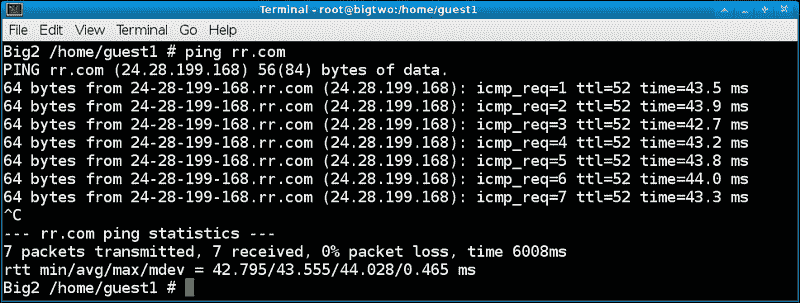 Terminal - root@bigtwo:/home/guest1
File Edit View Terminal Go Help
Big2 /home/guest1 # ping rr.com
PING rr.com (24.28.199.168) 56(84) bytes of data.
64 bytes from 24-28-199-168.rr.com (24.28.199.168): icmp_req=1 ttl=52 time=43.5 ms
64 bytes from 24-28-199-168.rr.com (24.28.199.168): icmp_req=2 ttl=52 time=43.9 ms
64 bytes from 24-28-199-168.rr.com (24.28.199.168): icmp_req=3 ttl=52 time=42.7 ms
64 bytes from 24-28-199-168.rr.com (24.28.199.168): icmp_req=4 ttl=52 time=43.2 ms
64 bytes from 24-28-199-168.rr.com (24.28.199.168): icmp_req=5 ttl=52 time=43.8 ms
64 bytes from 24-28-199-168.rr.com (24.28.199.168): icmp_req=6 ttl=52 time=44.0 ms
64 bytes from 24-28-199-168.rr.com (24.28.199.168): icmp_req=7 ttl=52 time=43.3 ms
^C
--- rr.com ping statistics ---
7 packets transmitted, 7 received, 0% packet loss, time 6008ms
rtt min/avg/max/mdev = 42.795/43.555/44.028/0.465 ms
Big2 /home/guest1 #